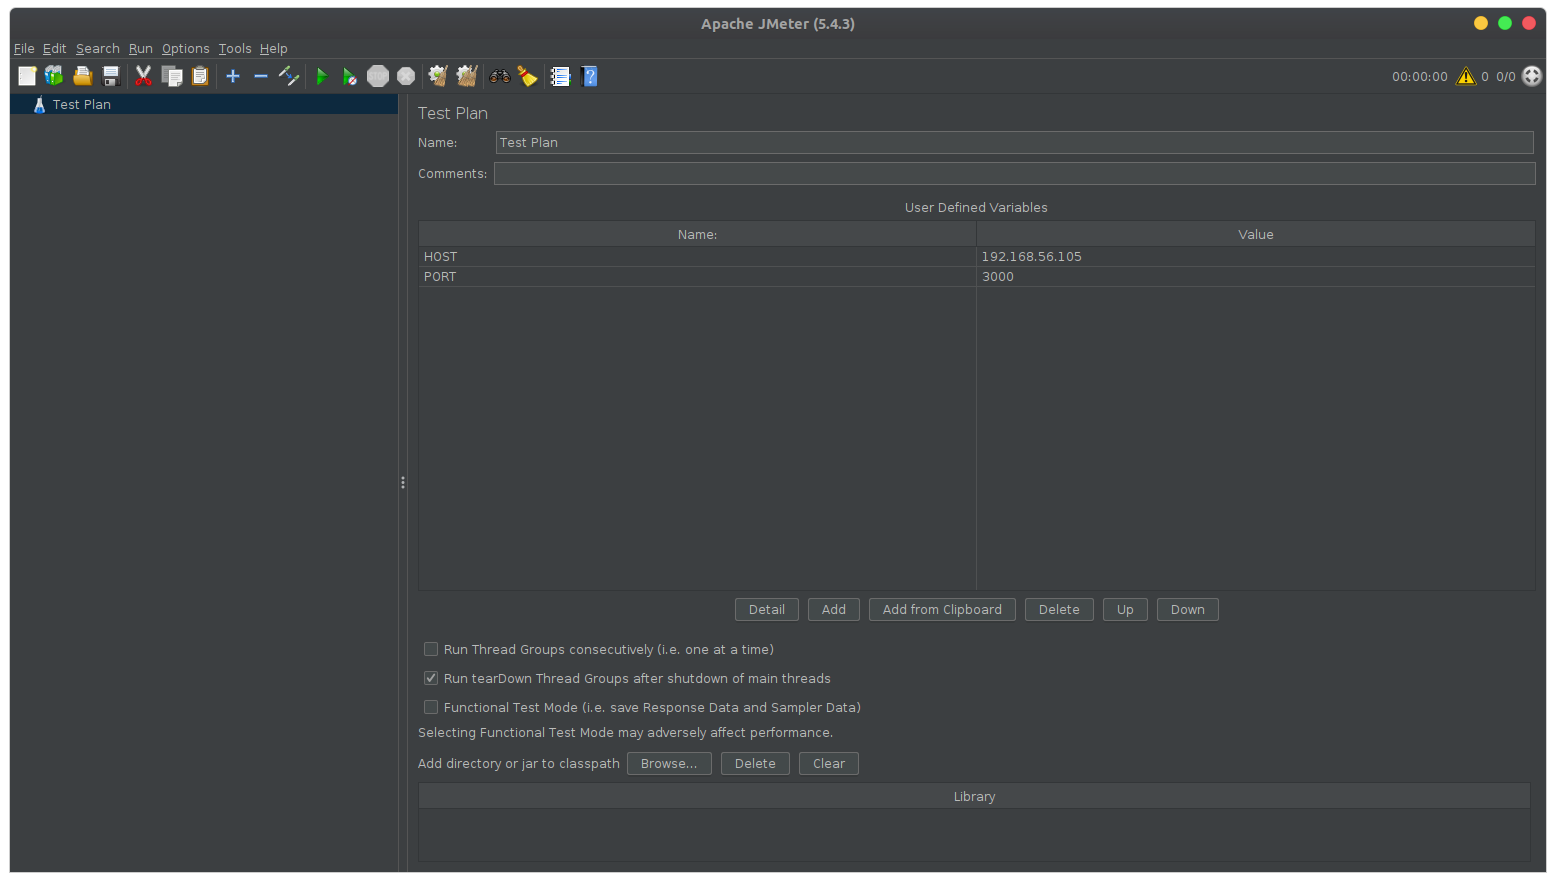 Apache JMeter (5.4.3)
File Edit Search Run Options Tools Help
STOP
00:00:00 0 0/0
Test Plan
Test Plan
Name: Test Plan
Comments:
User Defined Variables
Name: Value
HOST 192.168.56.105
PORT 3000
Detail Add Add from Clipboard Delete Up Down
Run Thread Groups consecutively (i.e. one at a time)
Run tearDown Thread Groups after shutdown of main threads
Functional Test Mode (i.e. save Response Data and Sampler Data)
Selecting Functional Test Mode may adversely affect performance.
Add directory or jar to classpath Browse... Delete Clear
Library